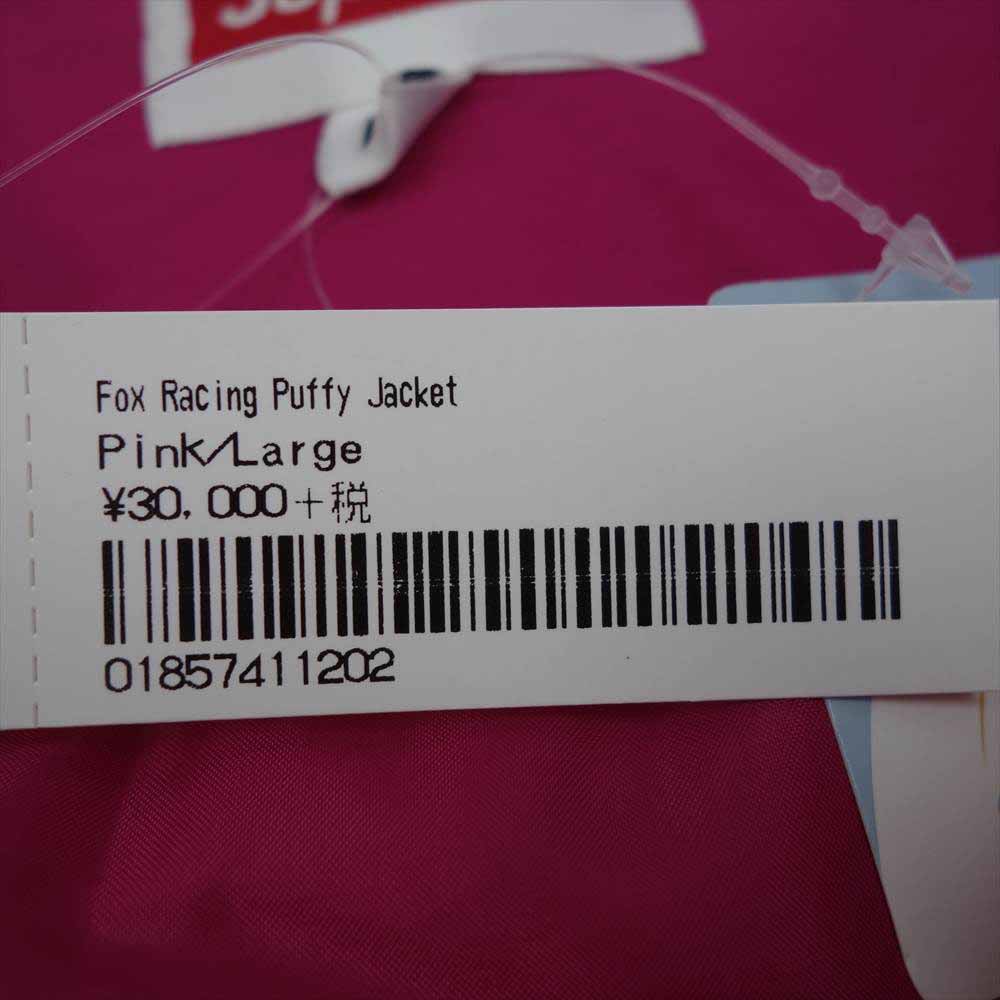 Fox Racing Puffy Jacket
Pink/Large
¥30,000+税
01857411202